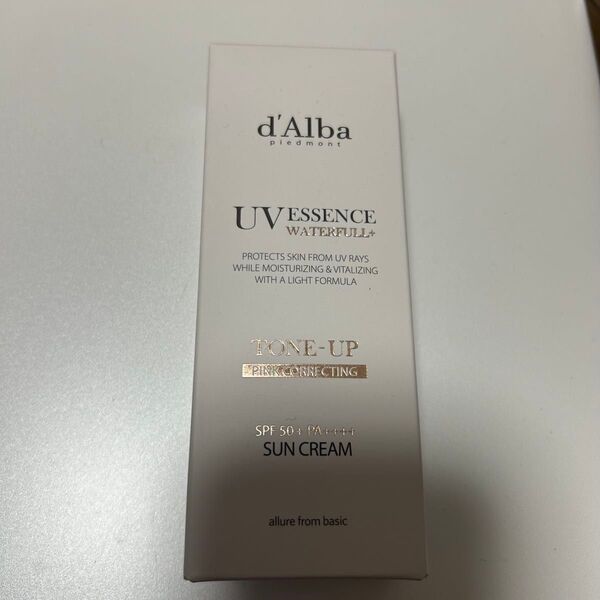 d'Alba
piedmont
UV ESSENCE
WATERFULL+
PROTECTS SKIN FROM UV RAYS
WHILE MOISTURIZING & VITALIZING
WITH A LIGHT FORMULA
TONE-UP
PINK CORRECTING
SPF 50+ PA++++
SUN CREAM
allure from basic